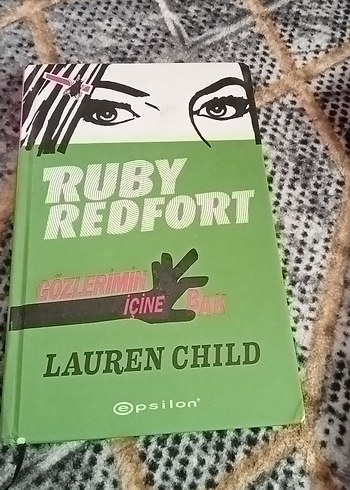 RUBY
REDFORT
GÖZLERİMİN
İÇİNE BAK
LAUREN CHILD
epsilon®